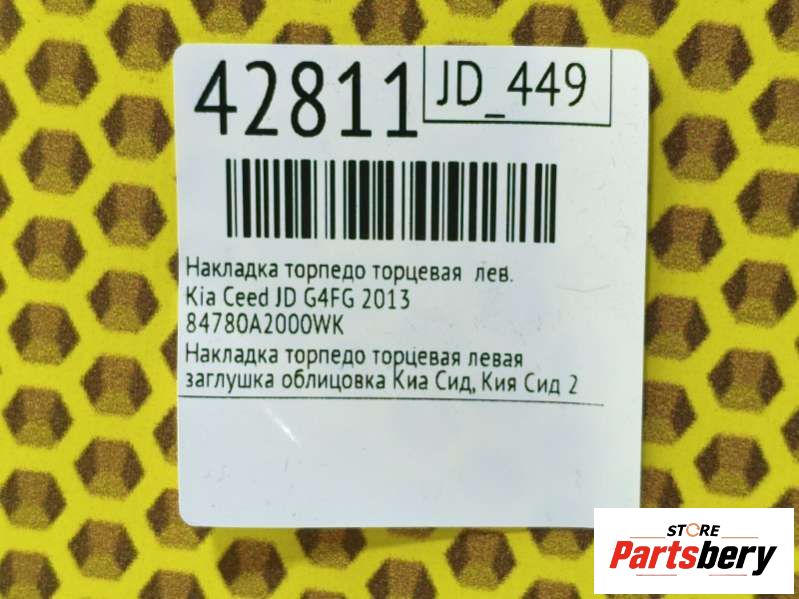 42811
JD_449
Накладка торпедо торцевая лев.
Kia Ceed JD G4FG 2013
84780A2000WK
Накладка торпедо торцевая левая
заглушка облицовка Киа Сид, Кия Сид 2
STORE
Partsbery